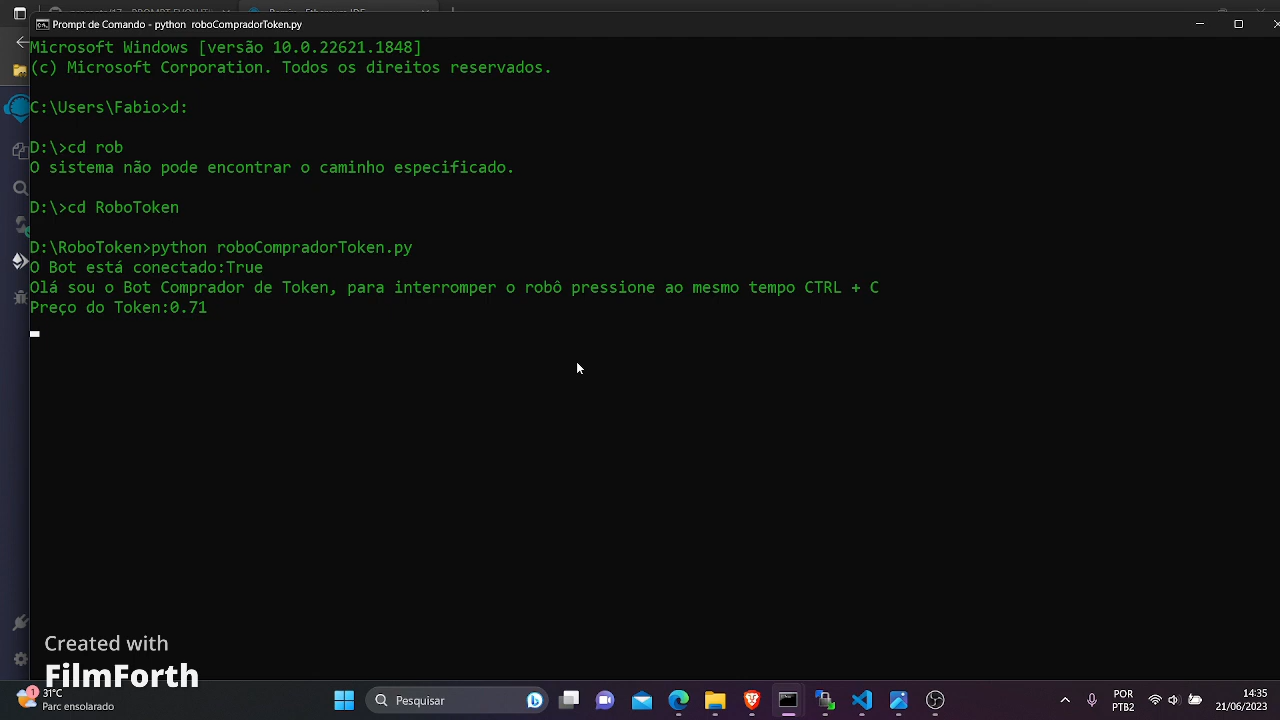 Prompt de Comando - python roboCompradorToken.py
Microsoft Windows [versão 10.0.22621.1848]
(c) Microsoft Corporation. Todos os direitos reservados.
C:\Users\Fabio>d:
D:\>cd rob
O sistema não pode encontrar o caminho especificado.
D:\>cd RoboToken
D:\RoboToken>python roboCompradorToken.py
O Bot está conectado:True
Olá sou o Bot Comprador de Token, para interromper o robô pressione ao mesmo tempo CTRL + C
Preço do Token:0.71
Created with
FilmForth
1
31°C
Parc ensolarado
Pesquisar
POR
PTB2
14:35
21/06/2023